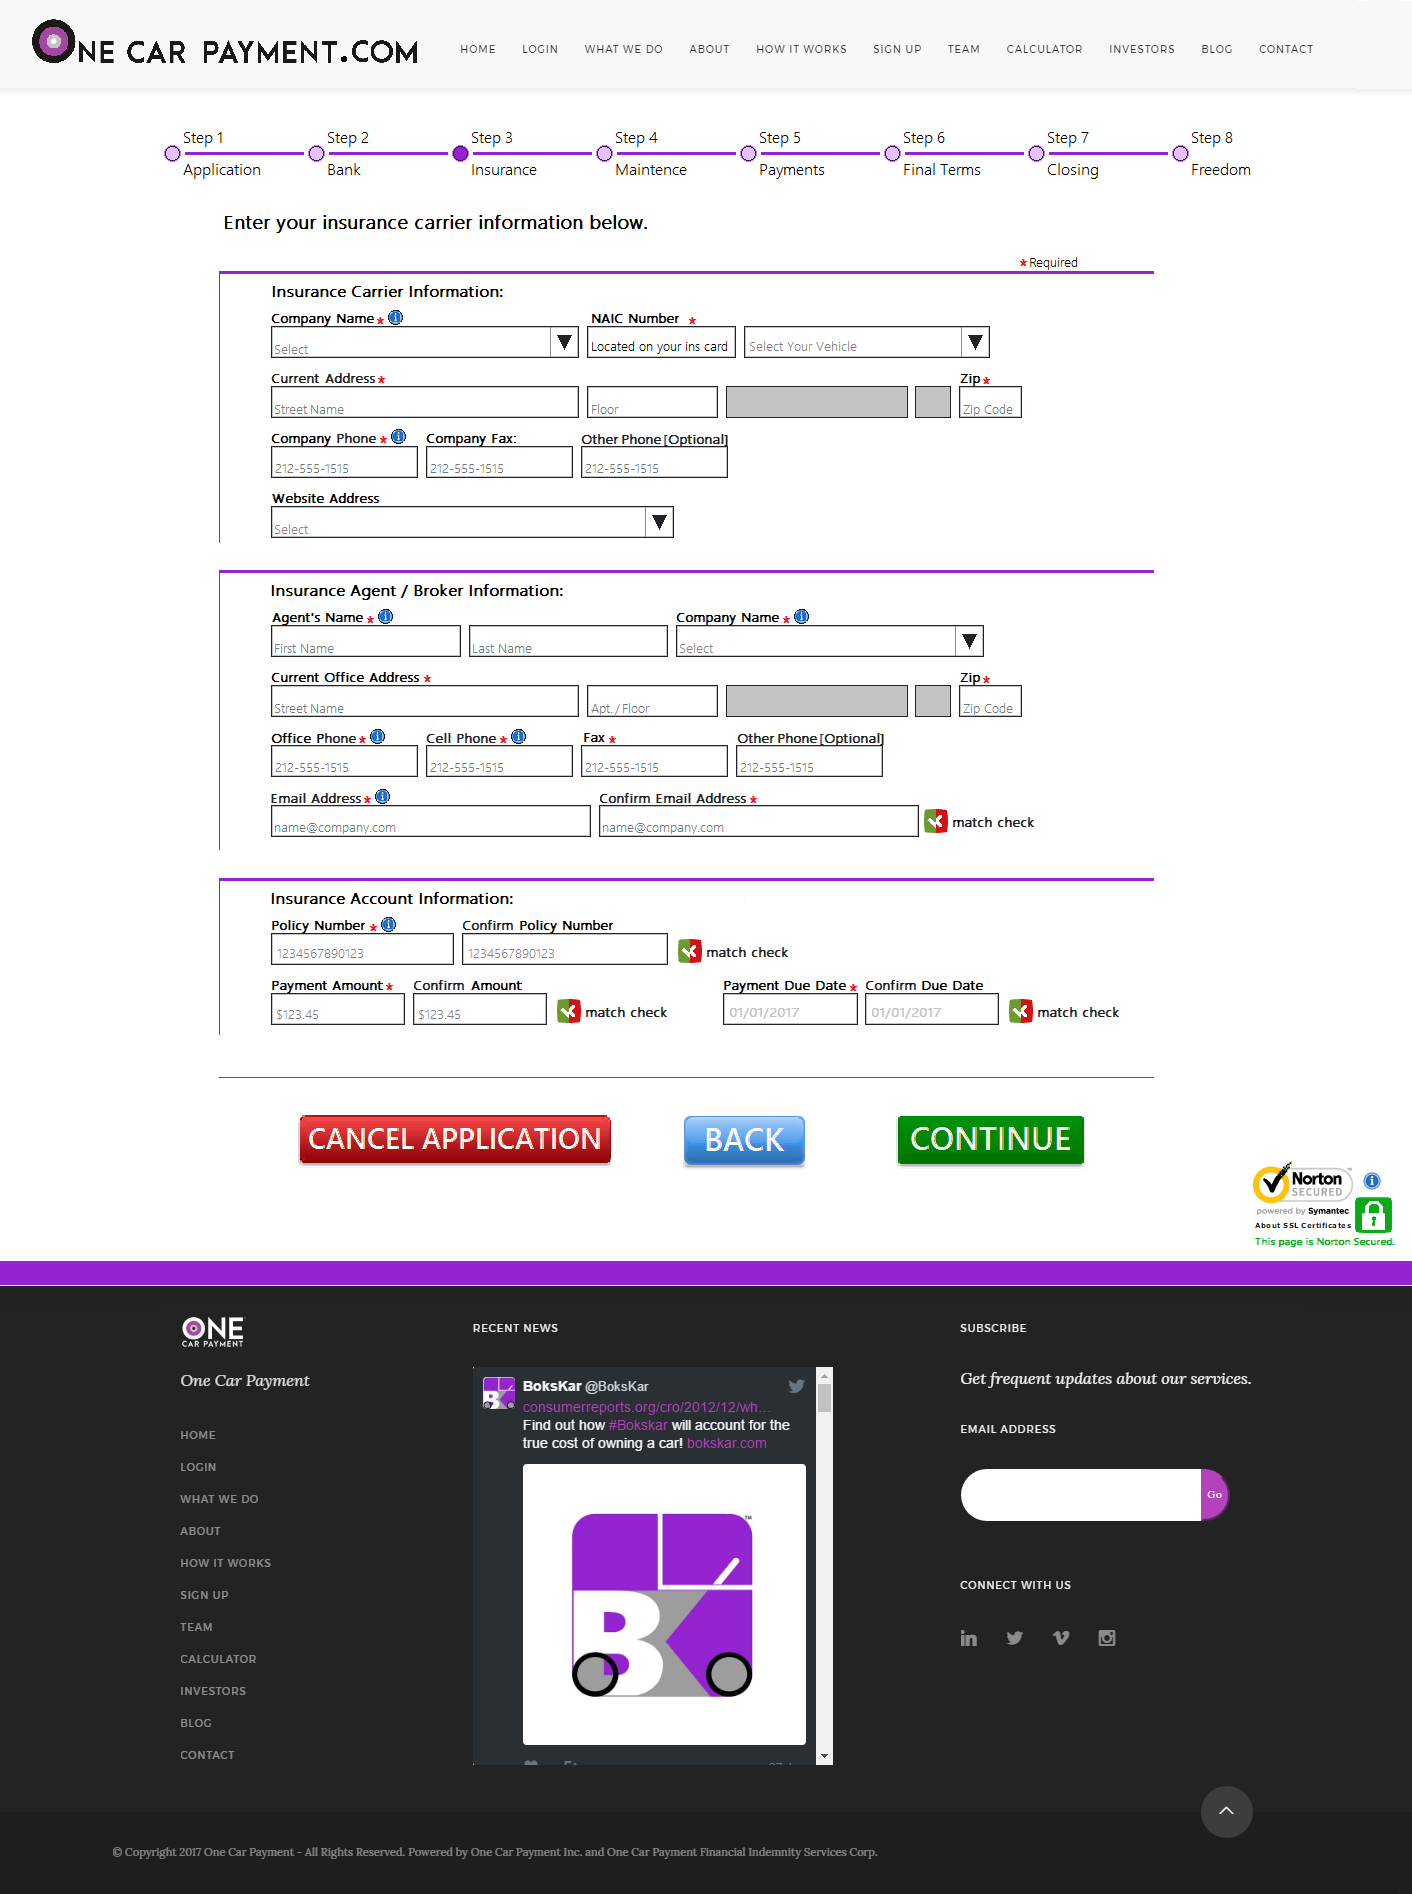 ONE CAR PAYMENT.COM
HOME LOGIN WHAT WE DO ABOUT HOW IT WORKS SIGN UP TEAM CALCULATOR INVESTORS BLOG CONTACT
Step 1 Step 2 Step 3 Step 4 Step 5 Step 6 Step 7 Step 8
Application Bank Insurance Maintence Payments Final Terms Closing Freedom
Enter your insurance carrier information below.
* Required
Insurance Carrier Information:
Company Name * i NAIC Number *
Select Located on your ins card Select Your Vehicle
Current Address * Zip *
Street Name Floor Zip Code
Company Phone * i Company Fax: Other Phone [Optional]
212-555-1515 212-555-1515 212-555-1515
Website Address
Select
Insurance Agent / Broker Information:
Agent's Name * i Company Name * i
First Name Last Name Select
Current Office Address * Zip *
Street Name Apt. / Floor Zip Code
Office Phone * i Cell Phone * i Fax * Other Phone [Optional]
212-555-1515 212-555-1515 212-555-1515 212-555-1515
Email Address * i Confirm Email Address *
name@company.com name@company.com match check
Insurance Account Information:
Policy Number * i Confirm Policy Number
1234567890123 1234567890123 match check
Payment Amount * Confirm Amount Payment Due Date * Confirm Due Date
$123.45 $123.45 match check 01/01/2017 01/01/2017 match check
CANCEL APPLICATION BACK CONTINUE
Norton i
SECURED
powered by Symantec
About SSL Certificates
This page is Norton Secured.
ONE
CAR PAYMENT
One Car Payment
HOME
LOGIN
WHAT WE DO
ABOUT
HOW IT WORKS
SIGN UP
TEAM
CALCULATOR
INVESTORS
BLOG
CONTACT
RECENT NEWS
BoksKar @BoksKar
consumerreports.org/cro/2012/12/wh...
Find out how #Bokskar will account for the
true cost of owning a car! bokskar.com
BK
SUBSCRIBE
Get frequent updates about our services.
EMAIL ADDRESS
Go
CONNECT WITH US
© Copyright 2017 One Car Payment - All Rights Reserved. Powered by One Car Payment Inc. and One Car Payment Financial Indemnity Services Corp.